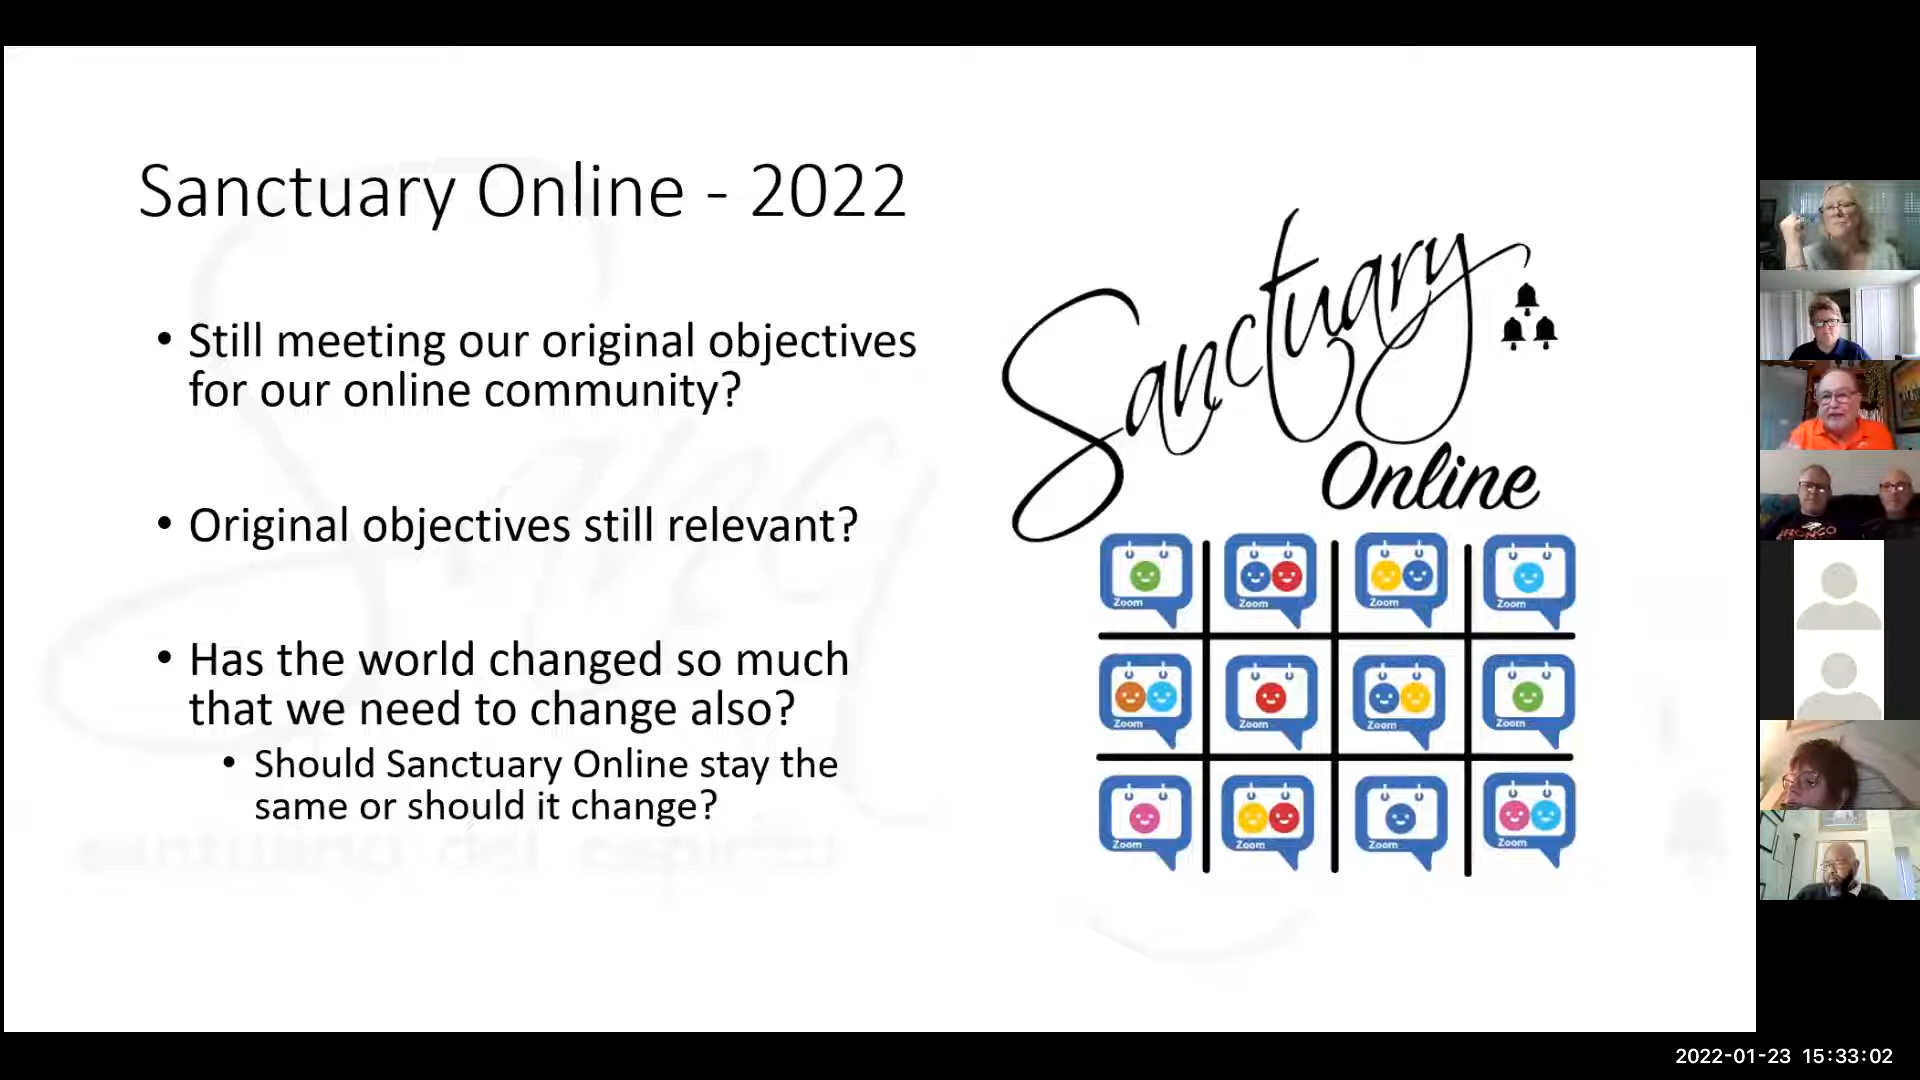 Sanctuary Online - 2022
• Still meeting our original objectives
for our online community?
• Original objectives still relevant?
• Has the world changed so much
that we need to change also?
• Should Sanctuary Online stay the
same or should it change?
Sanctuary
Online
Zoom Zoom Zoom Zoom
Zoom Zoom Zoom Zoom
Zoom Zoom Zoom Zoom
2022-01-23 15:33:02